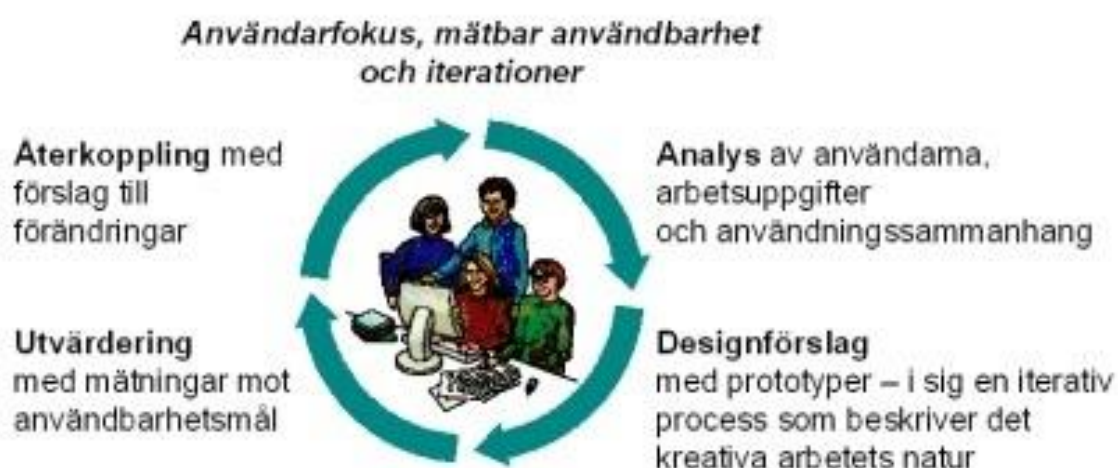 Användarfokus, mätbar användbarhet
och iterationer
Återkoppling med
förslag till
förändringar
Analys av användarna,
arbetsuppgifter
och användningssammanhang
Utvärdering
med mätningar mot
användbarhetsmål
Designförslag
med prototyper – i sig en iterativ
process som beskriver det
kreativa arbetets natur